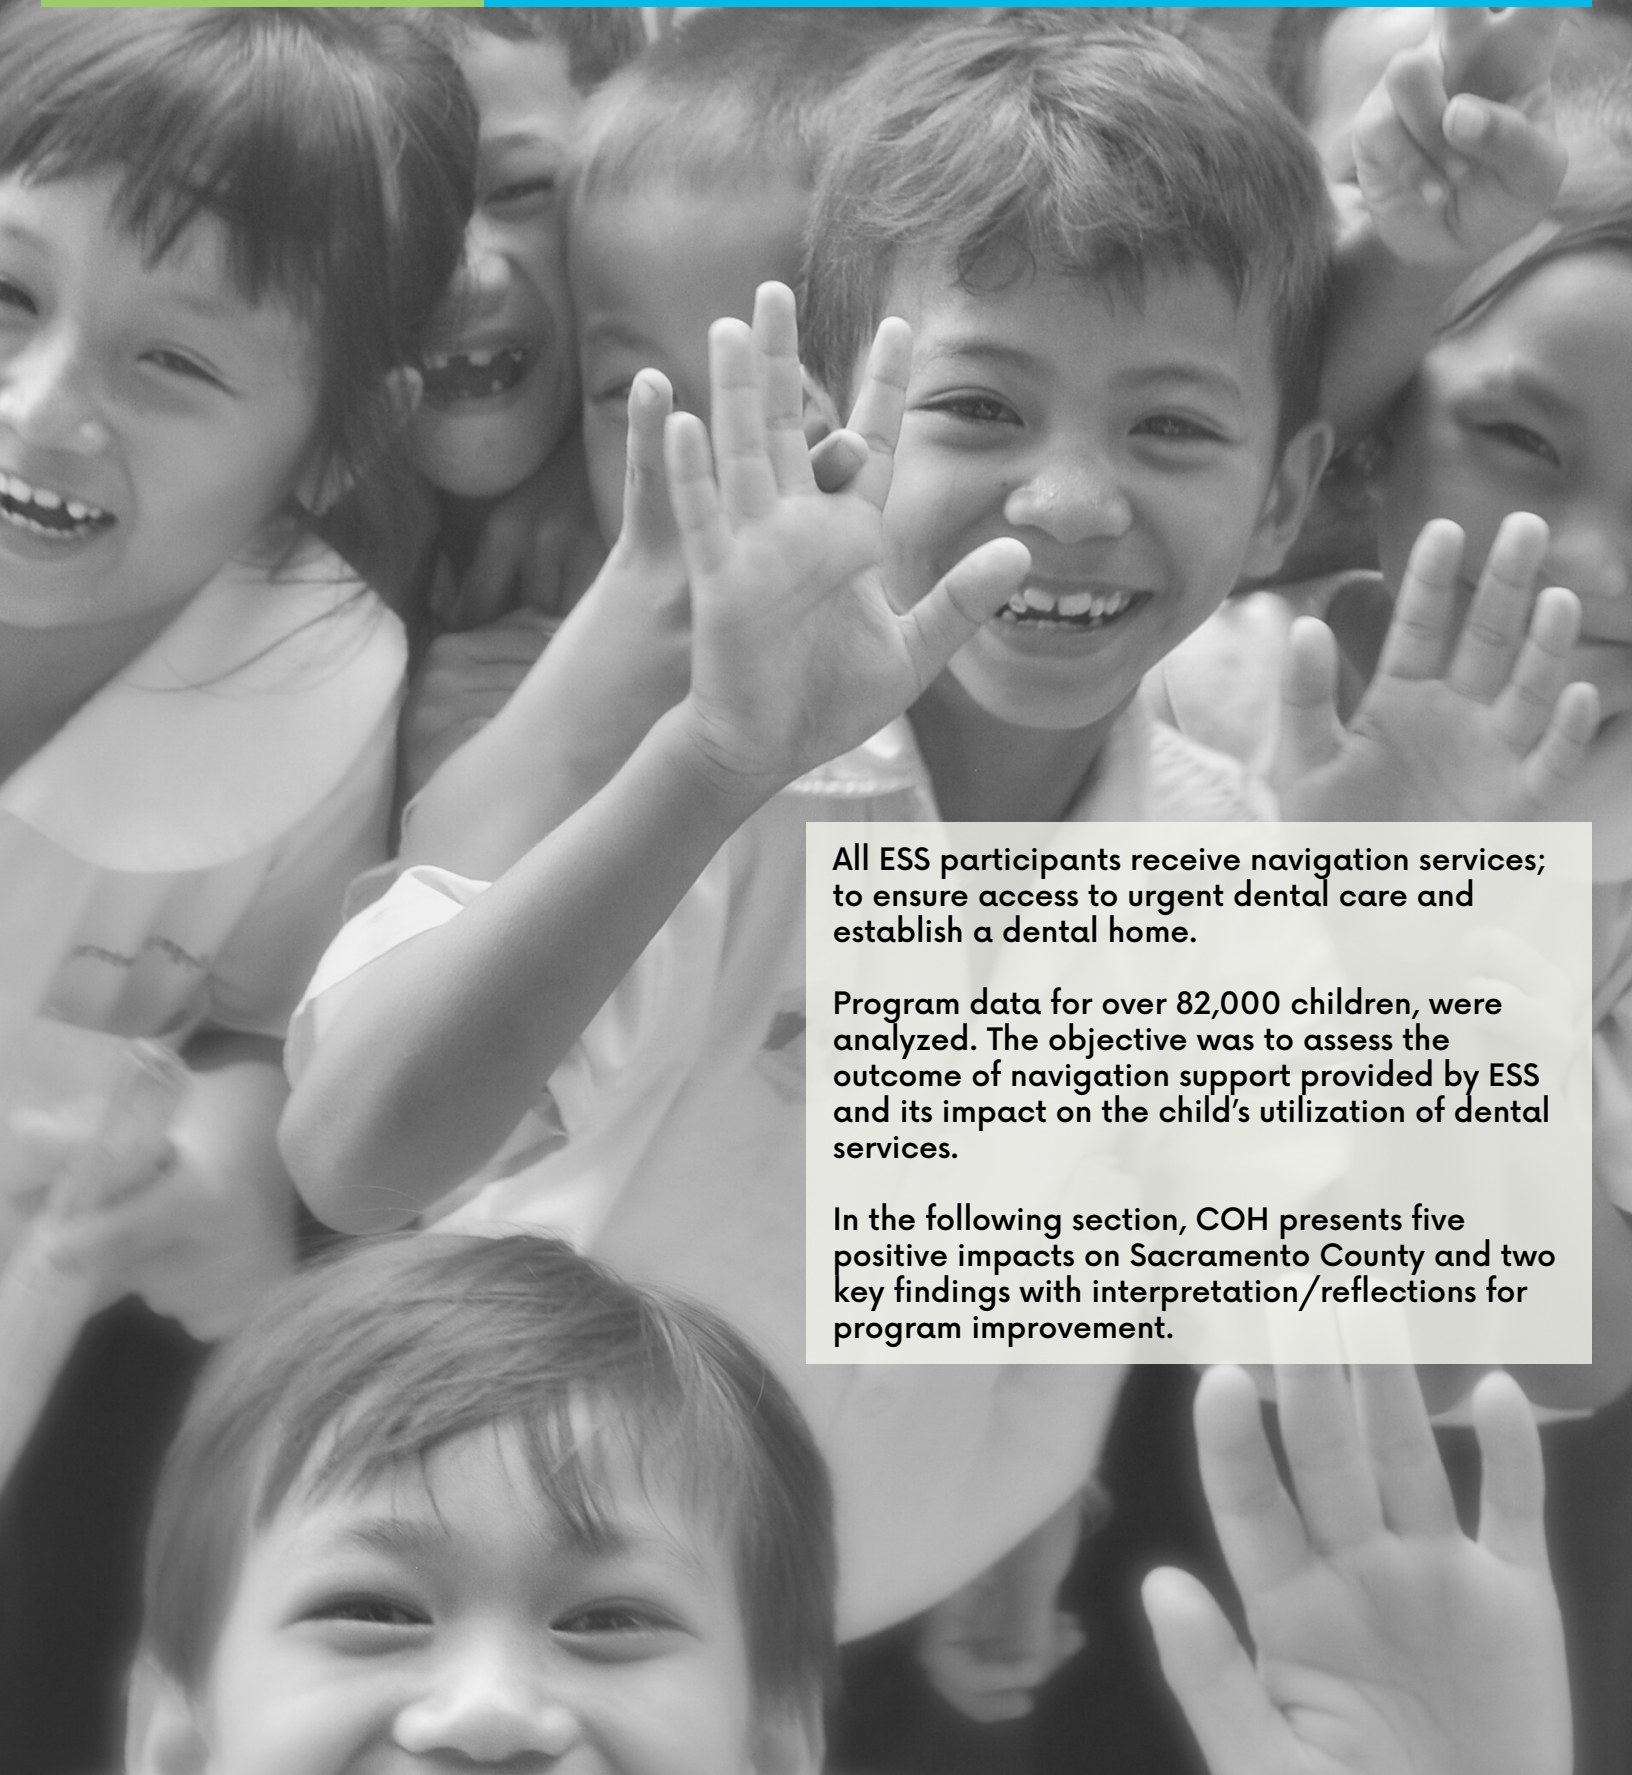 All ESS participants receive navigation services;
to ensure access to urgent dental care and
establish a dental home.
Program data for over 82,000 children, were
analyzed. The objective was to assess the
outcome of navigation support provided by ESS
and its impact on the child’s utilization of dental
services.
In the following section, COH presents five
positive impacts on Sacramento County and two
key findings with interpretation/reflections for
program improvement.